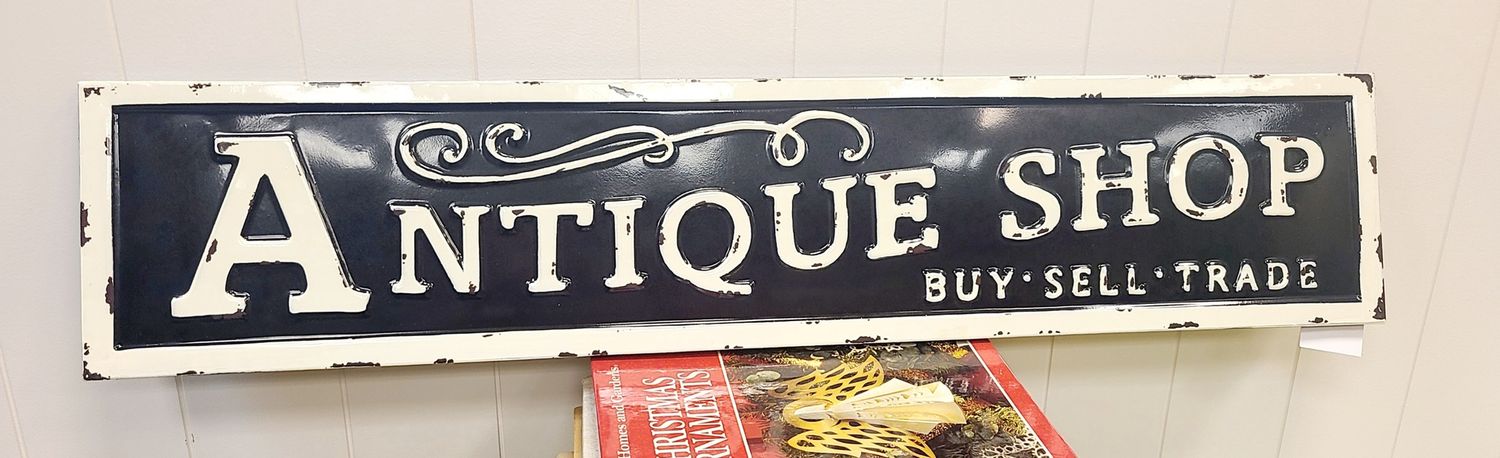 ANTIQUE SHOP
BUY·SELL·TRADE
Homes and Gardens
CHRISTMAS
ORNAMENTS